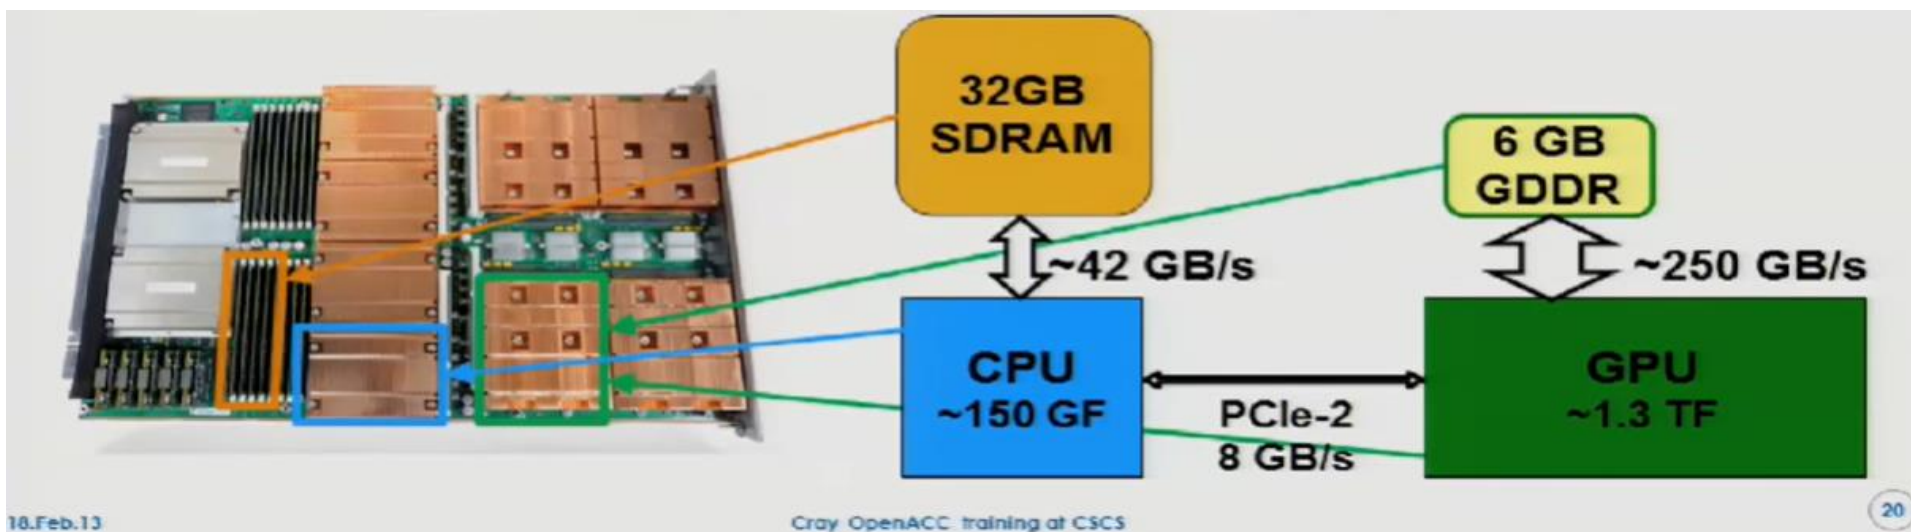 32GB
SDRAM
6 GB
GDDR
~42 GB/s
~250 GB/s
CPU
~150 GF
PCIe-2
8 GB/s
GPU
~1.3 TF
18.Feb.13
Cray OpenACC training at CSCS
20